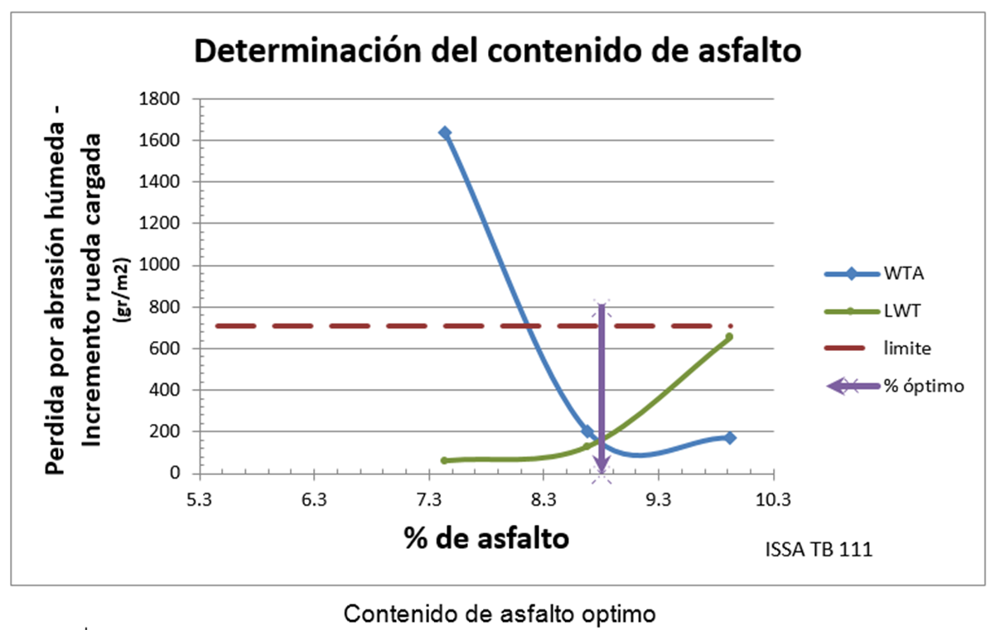 Determinación del contenido de asfalto
Perdida por abrasión húmeda -
Incremento rueda cargada
(gr/m2)
1800
1600
1400
1200
1000
800
600
400
200
0
5.3 6.3 7.3 8.3 9.3 10.3
% de asfalto
WTA
LWT
limite
% óptimo
ISSA TB 111
Contenido de asfalto optimo